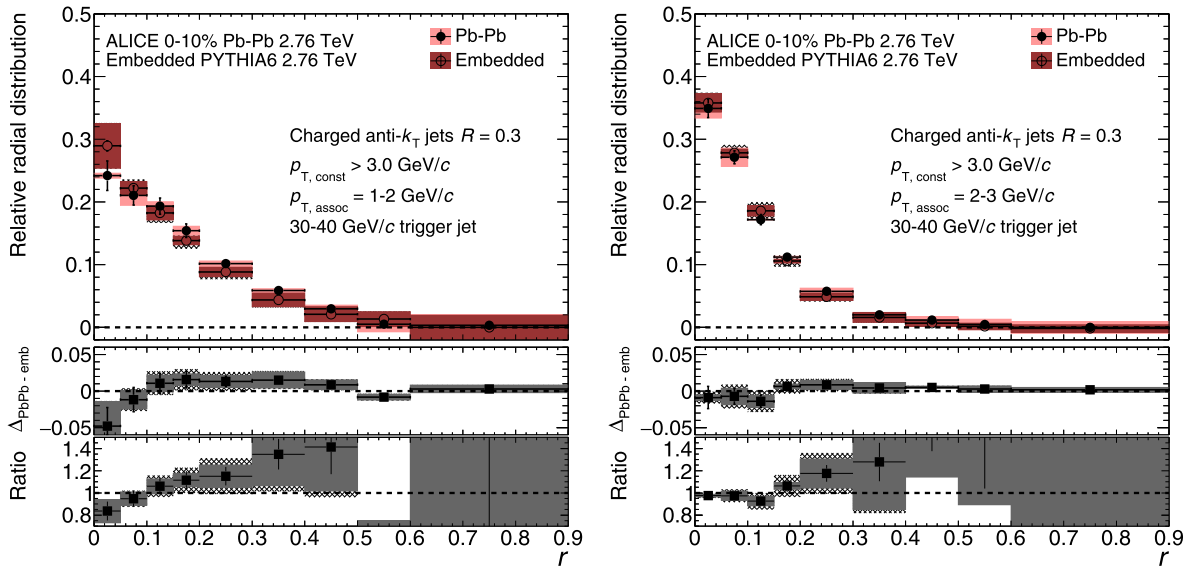 Relative radial distribution
0.5
0.4
0.3
0.2
0.1
0
ALICE 0-10% Pb-Pb 2.76 TeV
Embedded PYTHIA6 2.76 TeV
Pb-Pb
Embedded
Charged anti-kT jets R = 0.3
pT, const > 3.0 GeV/c
pT, assoc = 1-2 GeV/c
30-40 GeV/c trigger jet
ΔPbPb - emb
0.05
0
−0.05
Ratio
1.4
1.2
1
0.8
0 0.1 0.2 0.3 0.4 0.5 0.6 0.7 0.8 0.9
r
Relative radial distribution
0.5
0.4
0.3
0.2
0.1
0
ALICE 0-10% Pb-Pb 2.76 TeV
Embedded PYTHIA6 2.76 TeV
Pb-Pb
Embedded
Charged anti-kT jets R = 0.3
pT, const > 3.0 GeV/c
pT, assoc = 2-3 GeV/c
30-40 GeV/c trigger jet
ΔPbPb - emb
0.05
0
−0.05
Ratio
1.4
1.2
1
0.8
0 0.1 0.2 0.3 0.4 0.5 0.6 0.7 0.8 0.9
r